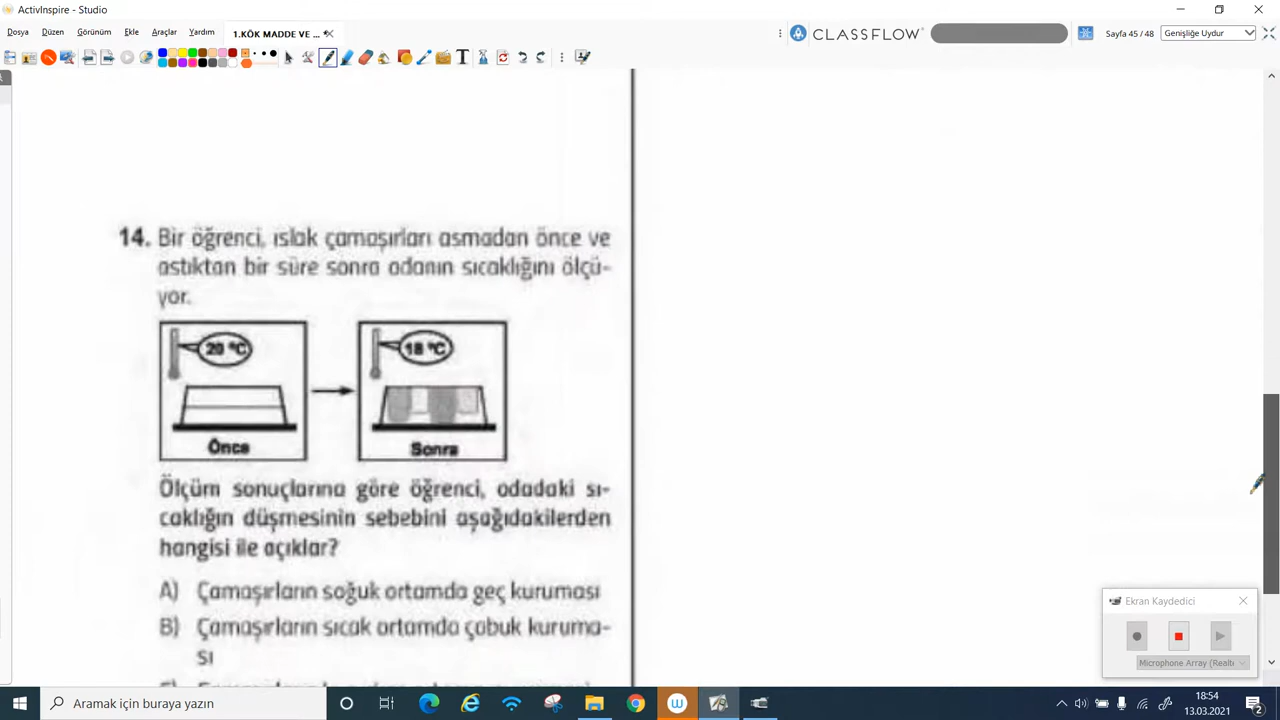 ActivInspire - Studio
Dosya Düzen Görünüm Ekle Araçlar Yardım 1.KÖK MADDE VE ... CLASSFLOW Sayfa 45 / 48 Genişliğe Uydur
14. Bir öğrenci, ıslak çamaşırları asmadan önce ve
astıktan bir süre sonra odanın sıcaklığını ölçü-
yor.
20 °C 18 °C
Önce Sonra
Ölçüm sonuçlarına göre öğrenci, odadaki sı-
caklığın düşmesinin sebebini aşağıdakilerden
hangisi ile açıklar?
A) Çamaşırların soğuk ortamda geç kuruması
B) Çamaşırların sıcak ortamda çabuk kuruma-
sı
Ekran Kaydedici
Microphone Array (Realte
Aramak için buraya yazın
18:54
13.03.2021
2